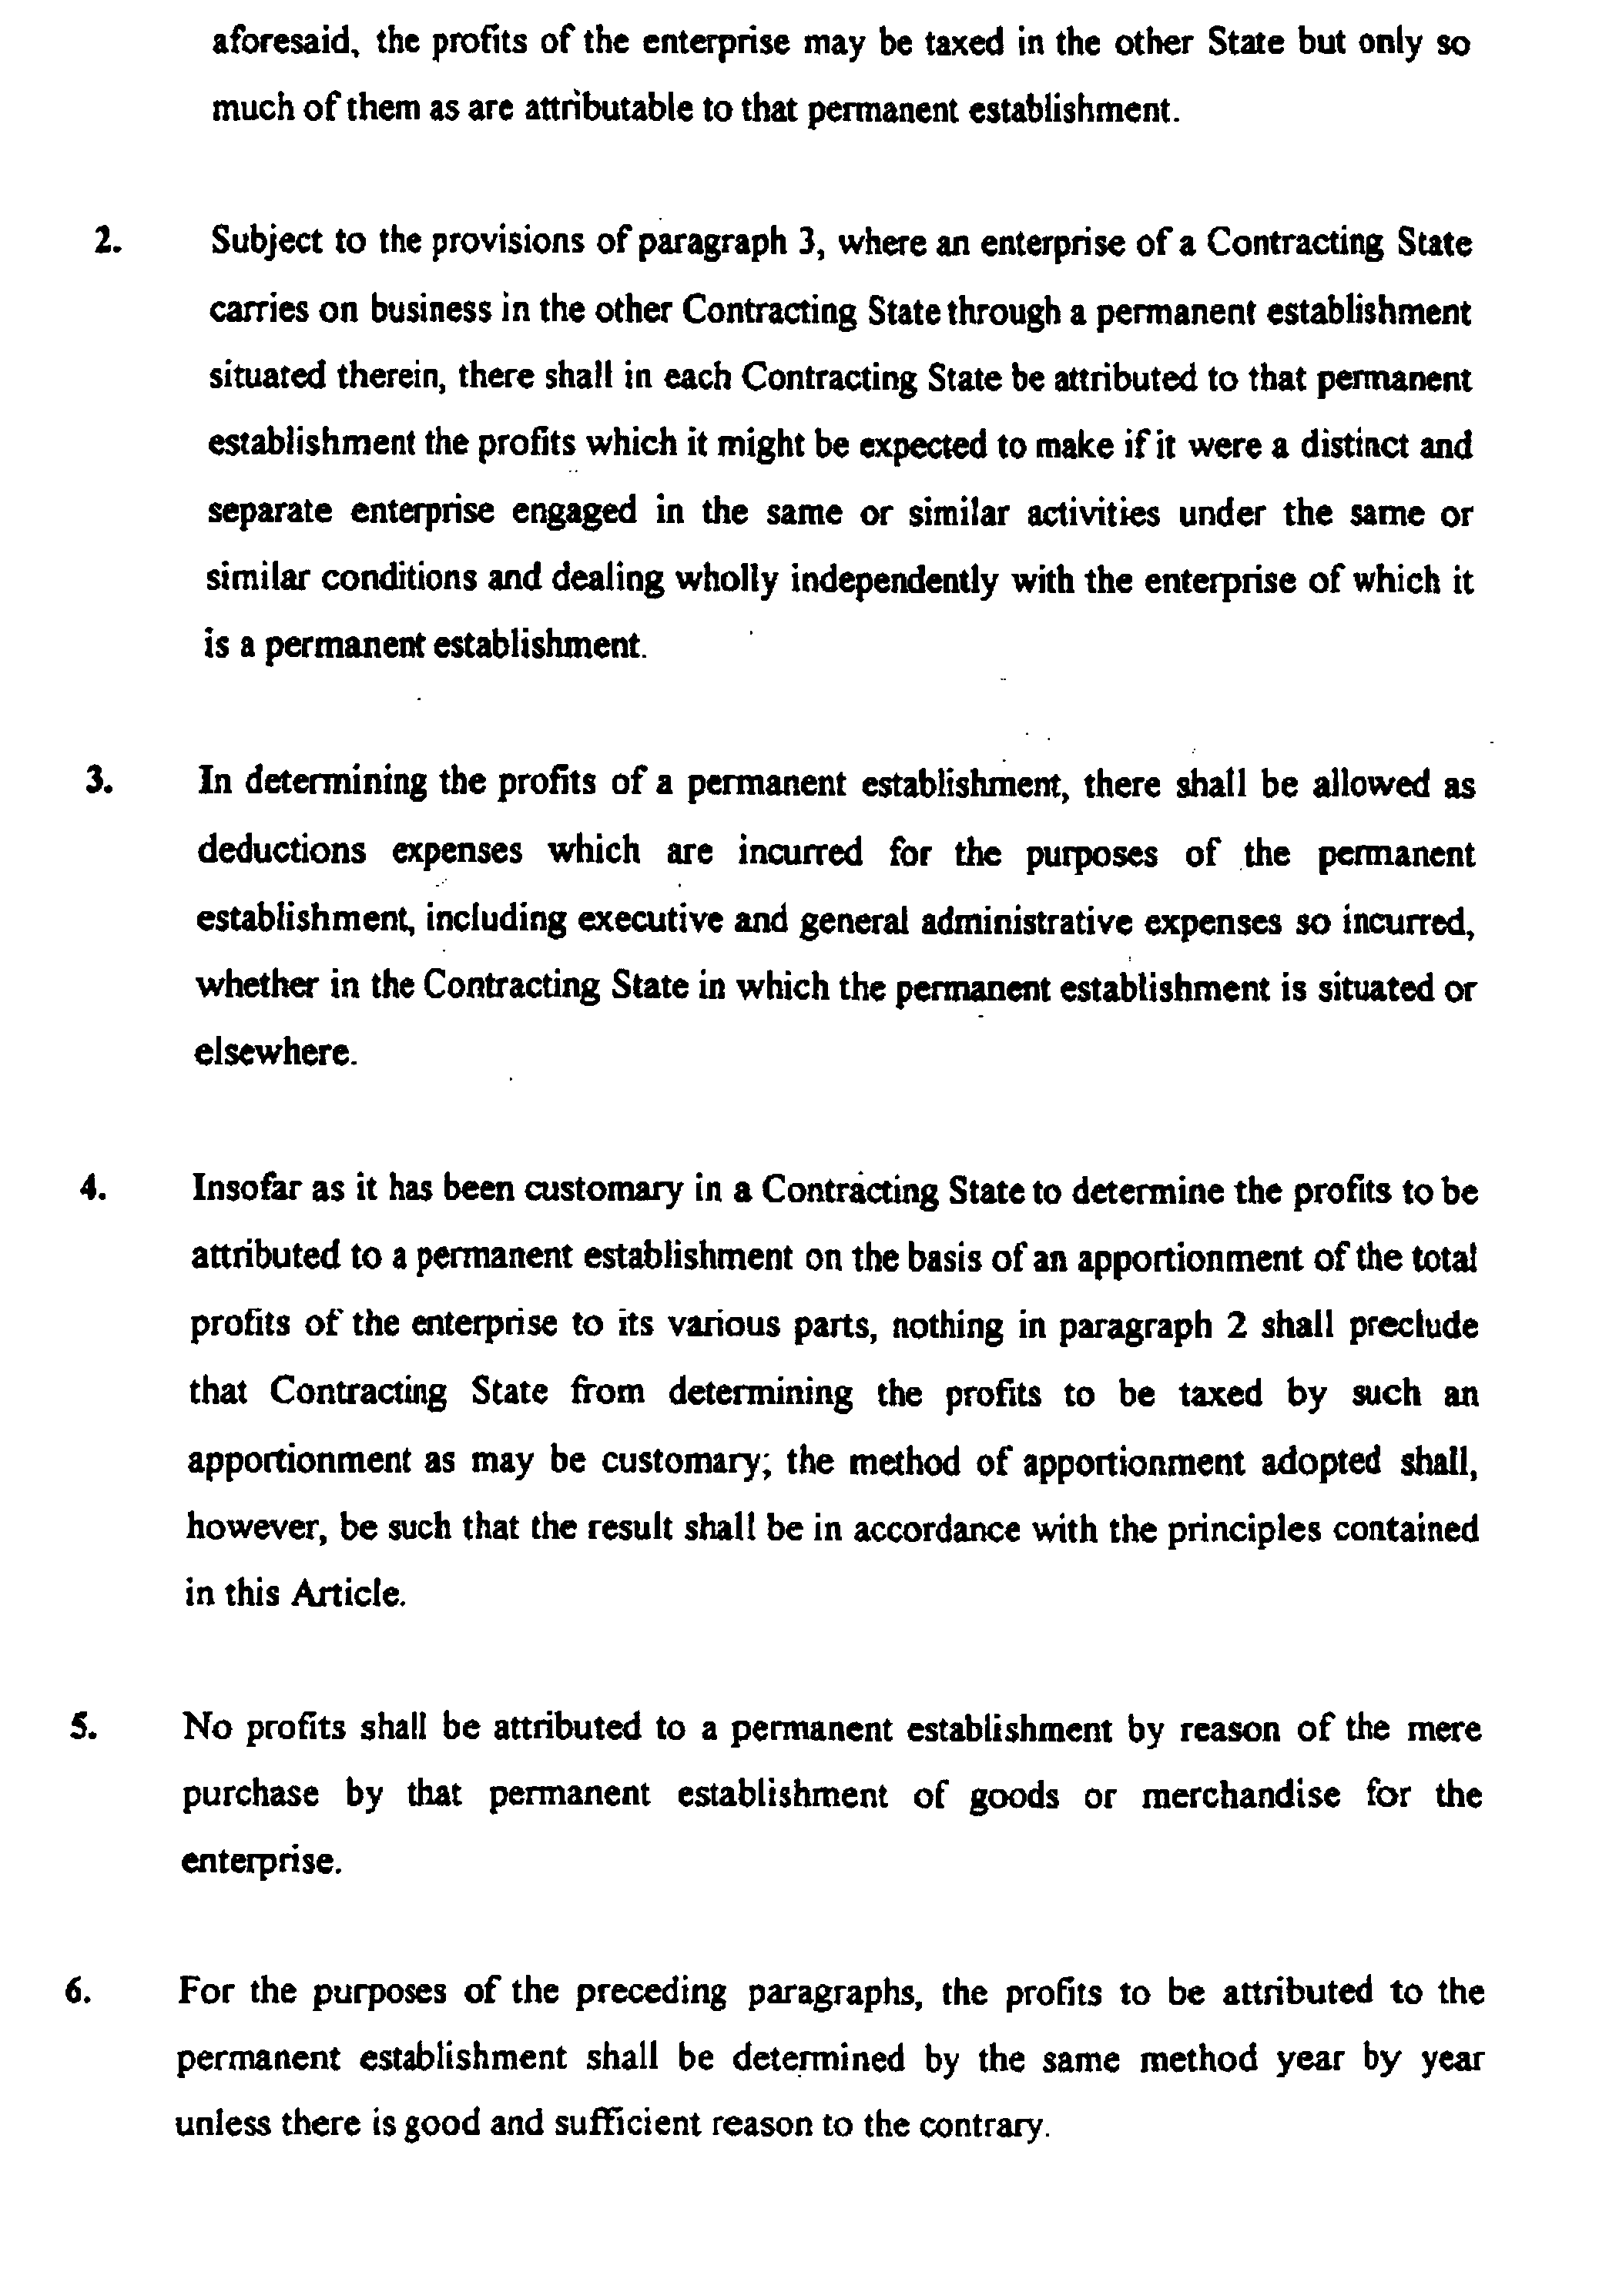 aforesaid, the profits of the enterprise may be taxed in the other State but only so
much of them as are attributable to that permanent establishment.
2. Subject to the provisions of paragraph 3, where an enterprise of a Contracting State
carries on business in the other Contracting State through a permanent establishment
situated therein, there shall in each Contracting State be attributed to that permanent
establishment the profits which it might be expected to make if it were a distinct and
separate enterprise engaged in the same or similar activities under the same or
similar conditions and dealing wholly independently with the enterprise of which it
is a permanent establishment.
3. In determining the profits of a permanent establishment, there shall be allowed as
deductions expenses which are incurred for the purposes of the permanent
establishment, including executive and general administrative expenses so incurred,
whether in the Contracting State in which the permanent establishment is situated or
elsewhere.
4. Insofar as it has been customary in a Contracting State to determine the profits to be
attributed to a permanent establishment on the basis of an apportionment of the total
profits of the enterprise to its various parts, nothing in paragraph 2 shall preclude
that Contracting State from determining the profits to be taxed by such an
apportionment as may be customary; the method of apportionment adopted shall,
however, be such that the result shall be in accordance with the principles contained
in this Article.
5. No profits shall be attributed to a permanent establishment by reason of the mere
purchase by that permanent establishment of goods or merchandise for the
enterprise.
6. For the purposes of the preceding paragraphs, the profits to be attributed to the
permanent establishment shall be determined by the same method year by year
unless there is good and sufficient reason to the contrary.